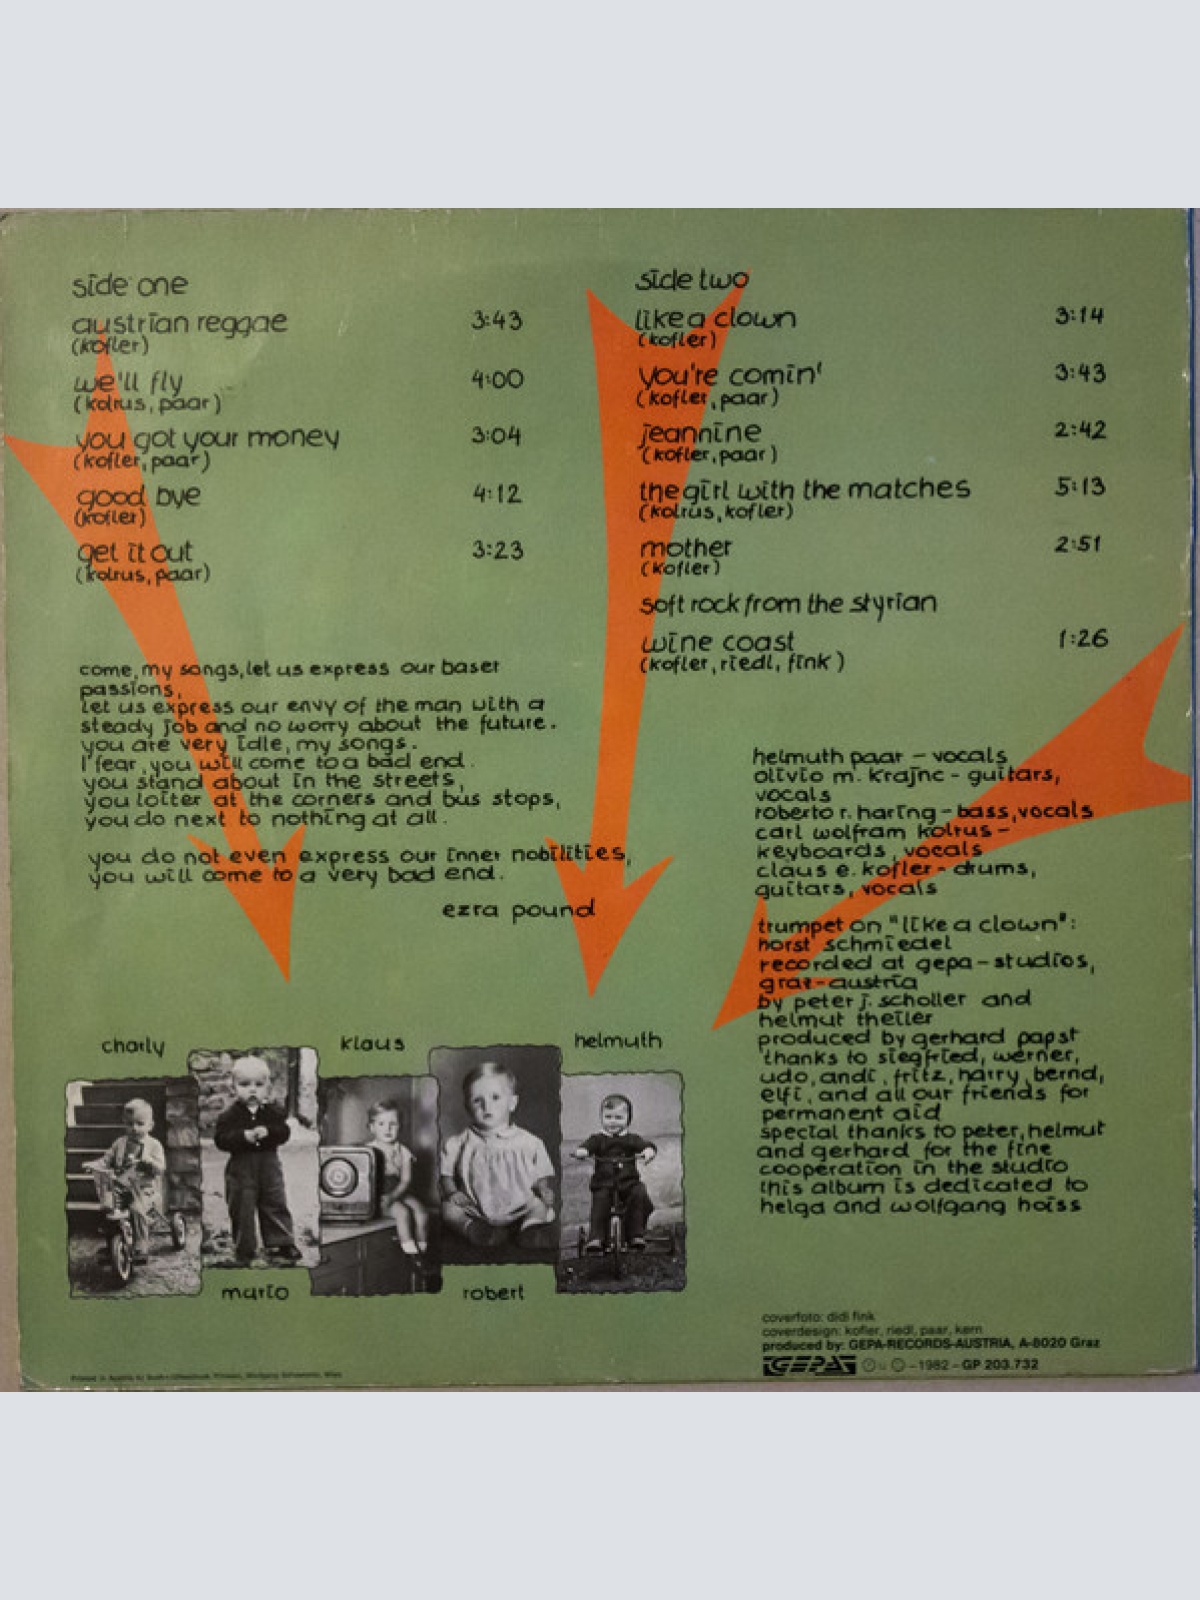 side one
austrian reggae 3:43
(kofler)
we'll fly 4:00
(kolrus, paar)
you got your money 3:04
(kofler, paar)
good bye 4:12
(kofler)
get it out 3:23
(kolrus, paar)
side two
like a clown 3:14
(kofler)
you're comin' 3:43
(kofler, paar)
jeannine 2:42
(kofler, paar)
the girl with the matches 5:13
(kolrus, kofler)
mother 2:51
(kofler)
soft rock from the styrian
wine coast 1:26
(kofler, riedl, fink)
come, my songs, let us express our baser
passions,
let us express our envy of the man with a
steady job and no worry about the future.
you are very idle, my songs.
I fear, you will come to a bad end.
you stand about in the streets,
you loiter at the corners and bus stops,
you do next to nothing at all.
you do not even express our inner nobilities,
you will come to a very bad end.
ezra pound
helmuth paar - vocals
olivio m. krajnc - guitars,
vocals
roberto r. haring - bass, vocals
carl wolfram kolrus -
keyboards, vocals
claus e. kofler - drums,
guitars, vocals
trumpet on "like a clown":
horst schmiedel
recorded at gepa-studios,
graz-austria
by peter j. scholler and
helmut theiler
produced by gerhard papst
thanks to siegfried, werner,
udo, andi, fritz, harry, bernd,
elfi, and all our friends for
permanent aid
special thanks to peter, helmut
and gerhard for the fine
cooperation in the studio
this album is dedicated to
helga and wolfgang hoiss
charly
klaus
helmuth
mario
robert
coverfoto: didi fink
coverdesign: kofler, riedl, paar, kern
produced by: GEPA-RECORDS-AUSTRIA, A-8020 Graz
GEPA Ⓟ u © - 1982 - GP 203.732